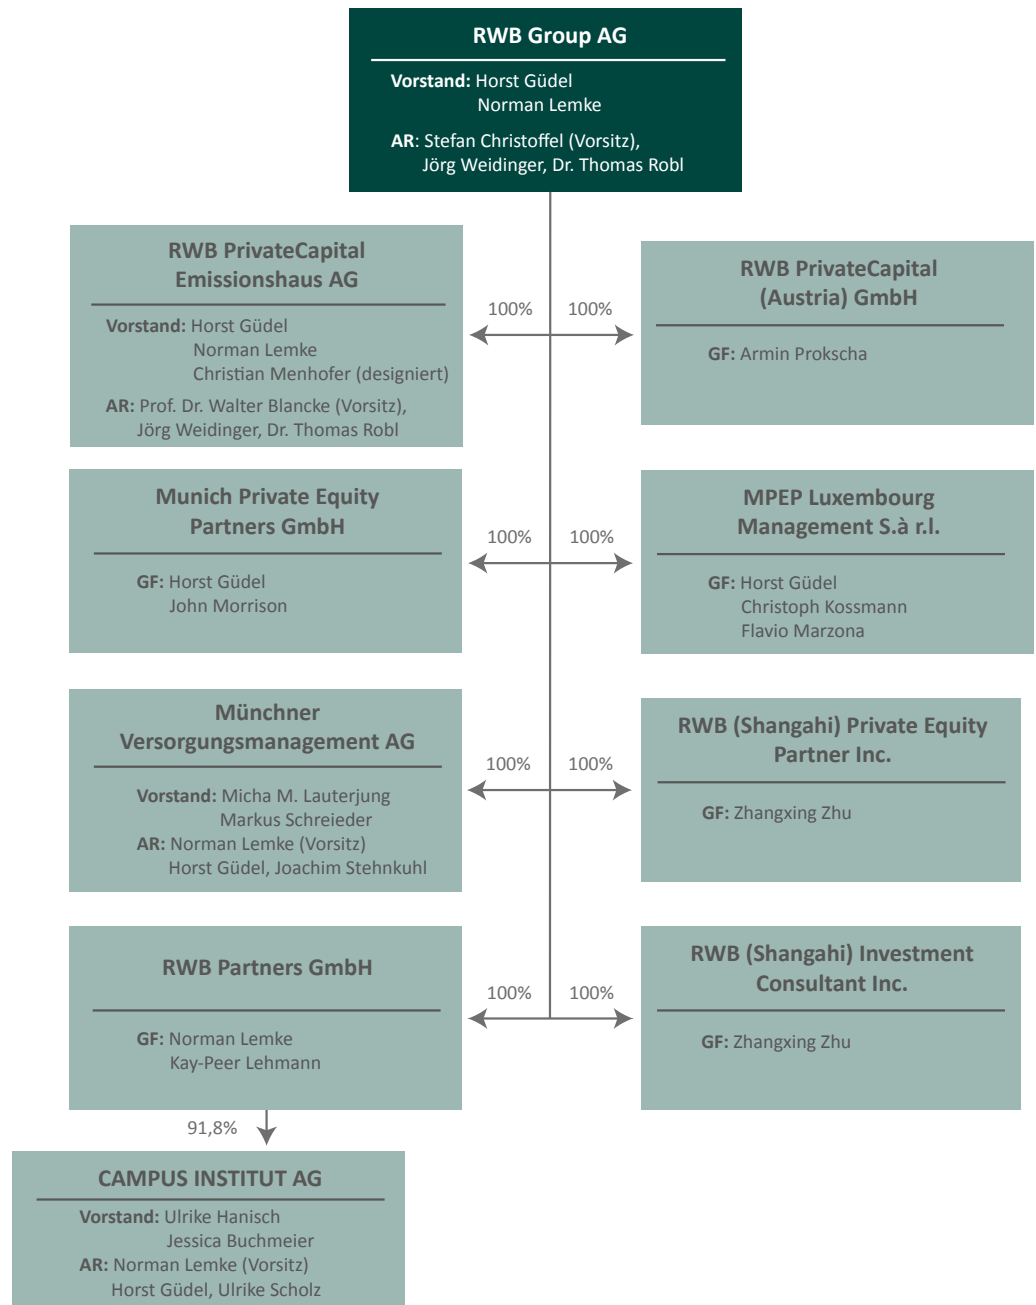 RWB Group AG
Vorstand: Horst Güdel
Norman Lemke
AR: Stefan Christoffel (Vorsitz),
Jörg Weidinger, Dr. Thomas Robl
RWB PrivateCapital
Emissionshaus AG
Vorstand: Horst Güdel
Norman Lemke
Christian Menhofer (designiert)
AR: Prof. Dr. Walter Blancke (Vorsitz),
Jörg Weidinger, Dr. Thomas Robl
100%
100%
RWB PrivateCapital
(Austria) GmbH
GF: Armin Prokscha
Munich Private Equity
Partners GmbH
GF: Horst Güdel
John Morrison
100%
100%
MPEP Luxembourg
Management S.à r.l.
GF: Horst Güdel
Christoph Kossmann
Flavio Marzona
Münchner
Versorgungsmanagement AG
Vorstand: Micha M. Lauterjung
Markus Schreieder
AR: Norman Lemke (Vorsitz)
Horst Güdel, Joachim Stehnkuhl
100%
100%
RWB (Shangahi) Private Equity
Partner Inc.
GF: Zhangxing Zhu
RWB Partners GmbH
GF: Norman Lemke
Kay-Peer Lehmann
100%
100%
RWB (Shangahi) Investment
Consultant Inc.
GF: Zhangxing Zhu
91,8%
CAMPUS INSTITUT AG
Vorstand: Ulrike Hanisch
Jessica Buchmeier
AR: Norman Lemke (Vorsitz)
Horst Güdel, Ulrike Scholz